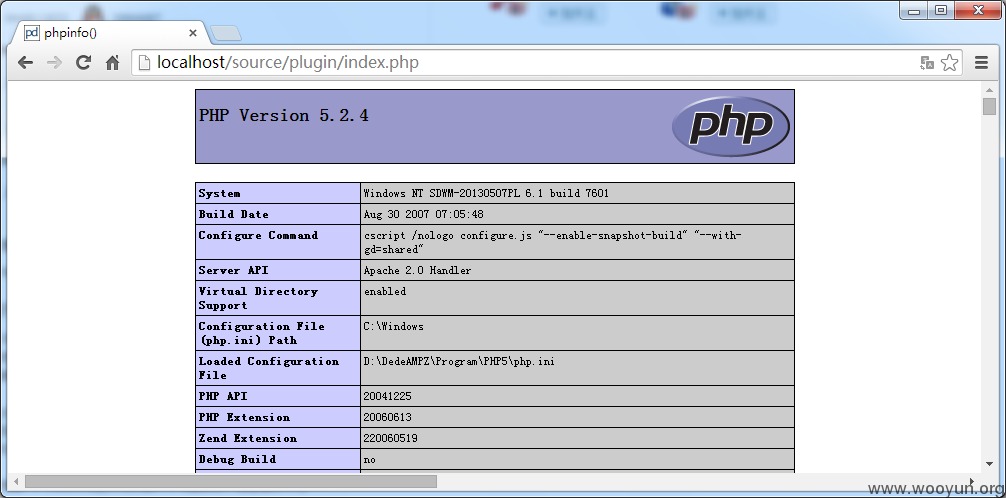 phpinfo()
localhost/source/plugin/index.php
PHP Version 5.2.4
php
System Windows NT SDWM-20130507PL 6.1 build 7601
Build Date Aug 30 2007 07:05:48
Configure Command cscript /nologo configure.js "--enable-snapshot-build" "--with-
gd=shared"
Server API Apache 2.0 Handler
Virtual Directory enabled
Support
Configuration File C:\Windows
(php.ini) Path
Loaded Configuration D:\DedeAMPZ\Program\PHP5\php.ini
File
PHP API 20041225
PHP Extension 20060613
Zend Extension 220060519
Debug Build no
www.wooyun.org